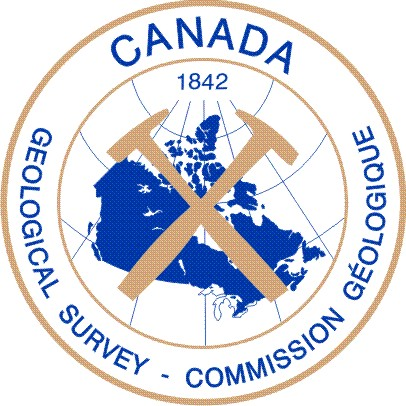 CANADA
1842
GEOLOGICAL SURVEY - COMMISSION GÉOLOGIQUE